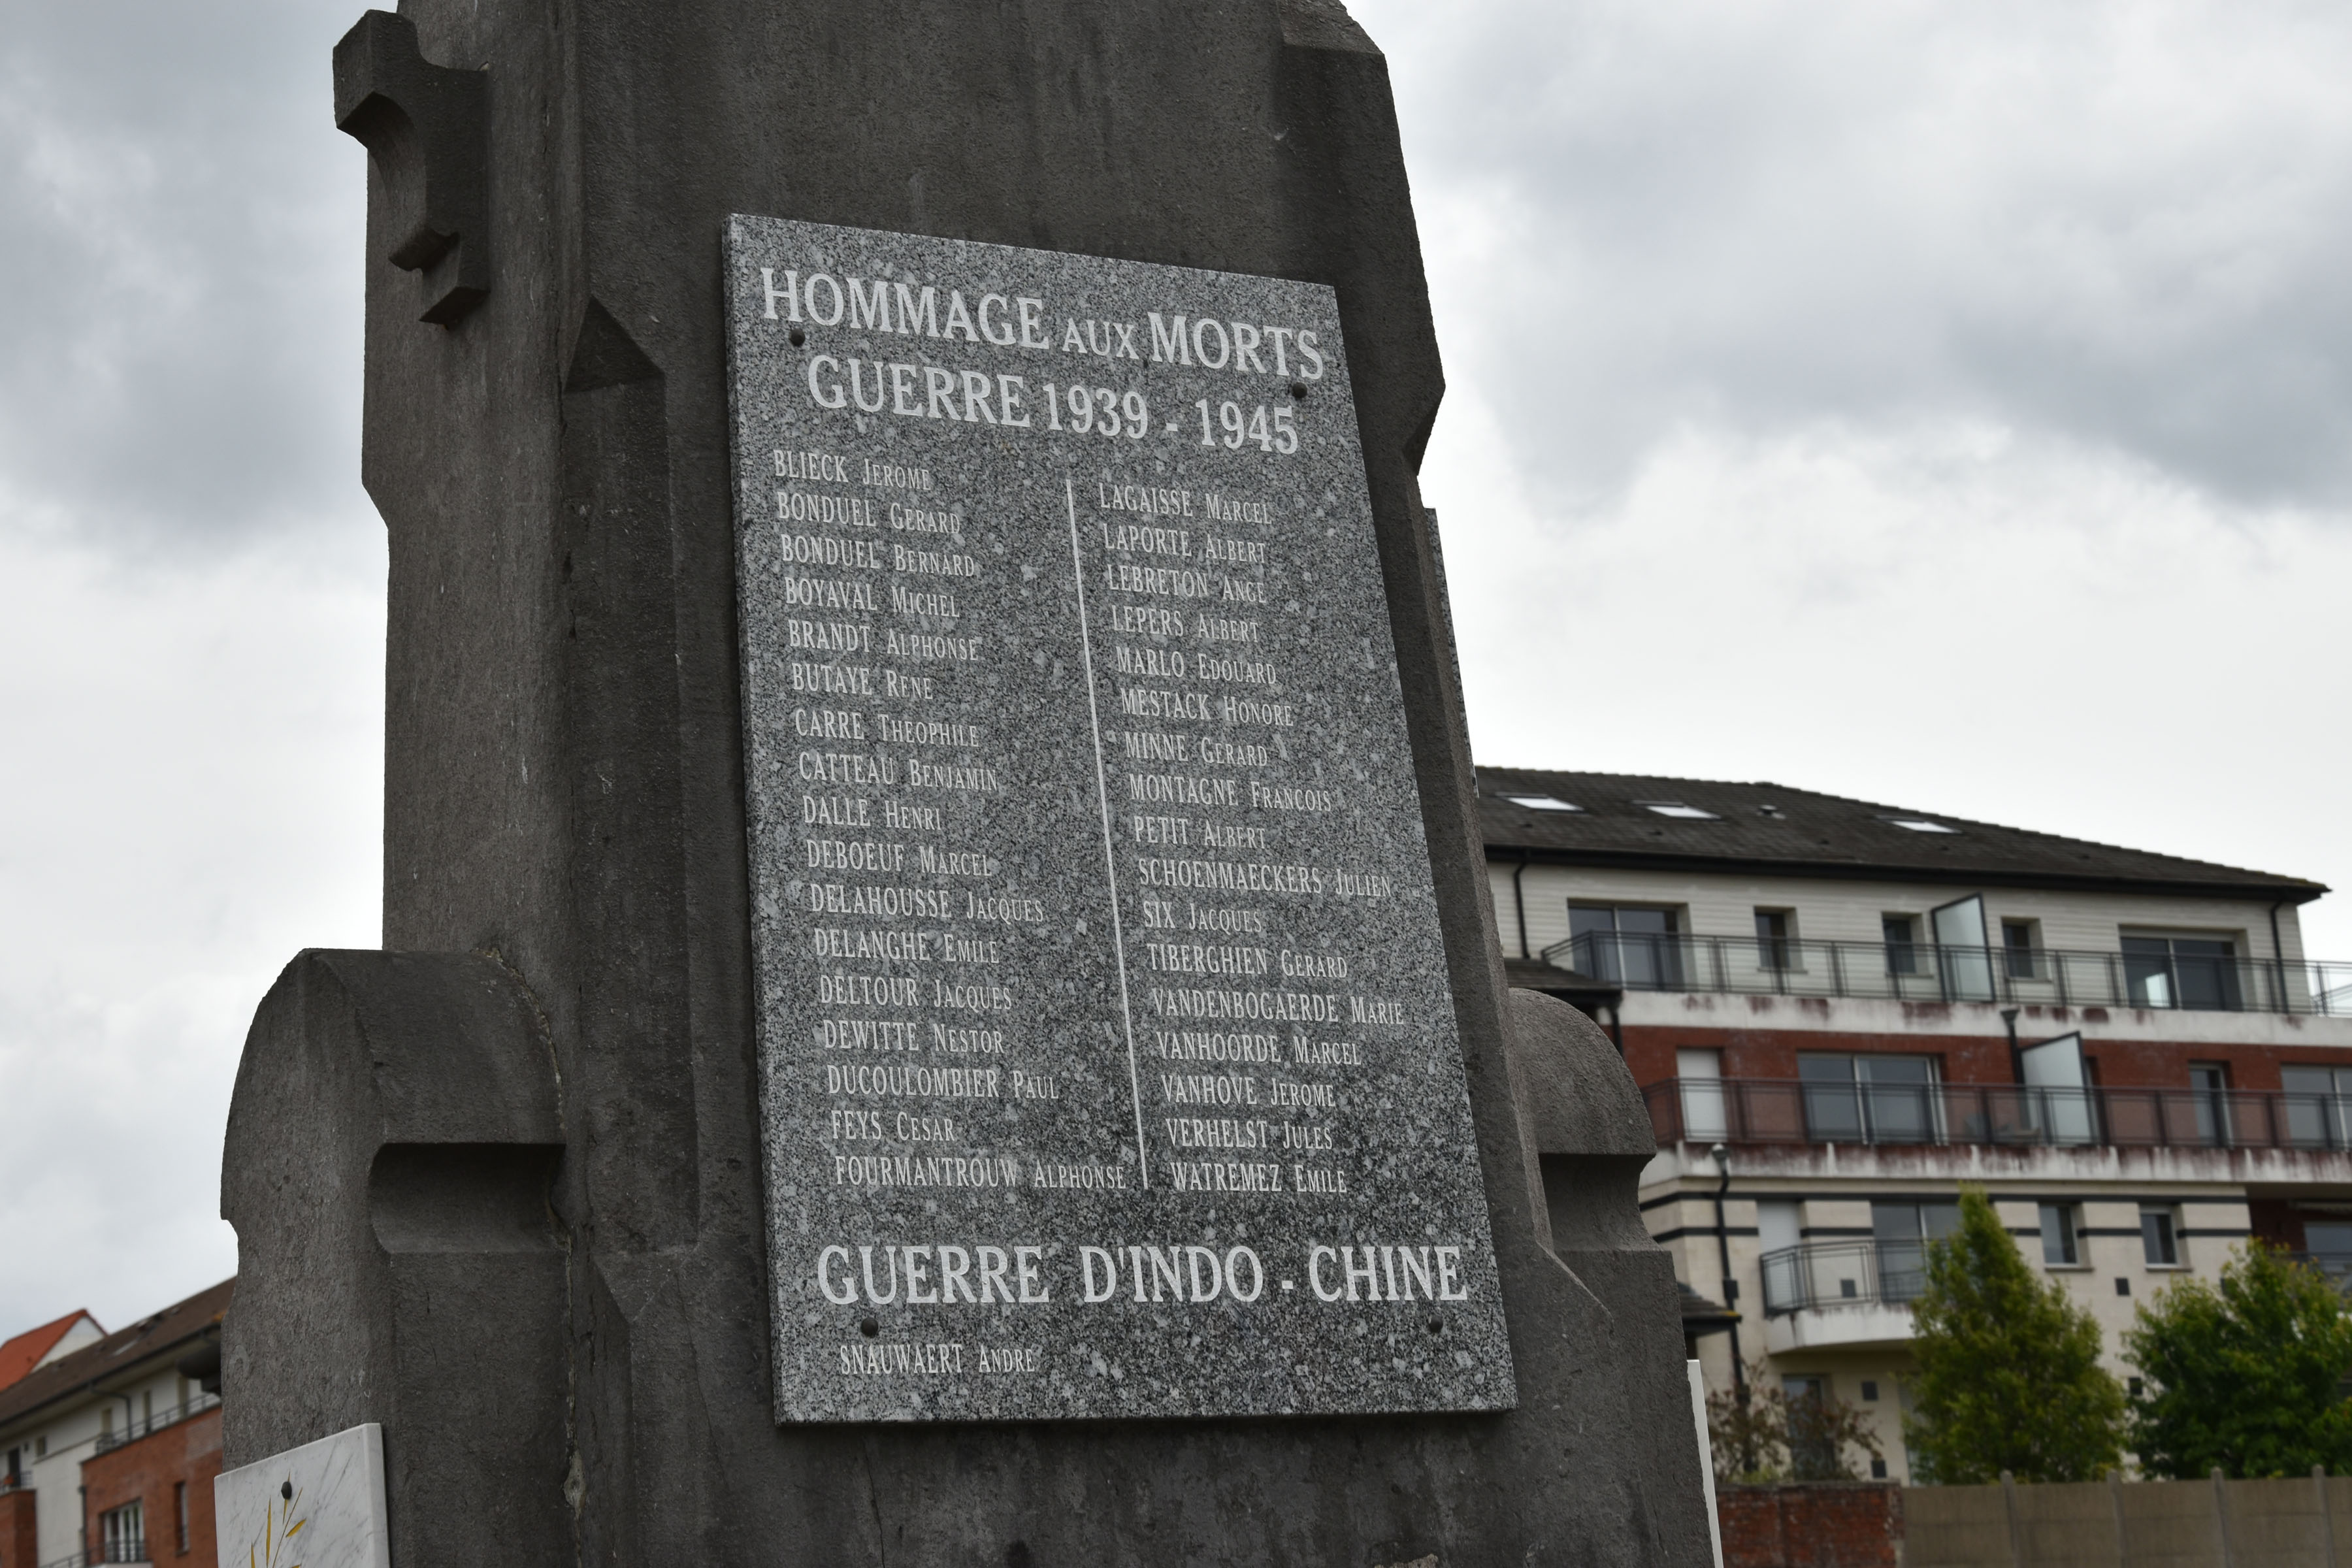 HOMMAGE AUX MORTS
GUERRE 1939 - 1945
BLIECK JEROME
BONDUEL GERARD
BONDUEL BERNARD
BOYAVAL MICHEL
BRANDT ALPHONSE
BUTAYE RENE
CARRE THEOPHILE
CATTEAU BENJAMIN
DALLE HENRI
DEBOEUF MARCEL
DELAHOUSSE JACQUES
DELANGHE EMILE
DELTOUR JACQUES
DEWITTE NESTOR
DUCOULOMBIER PAUL
FEYS CESAR
FOURMANTROUW ALPHONSE
LAGAISSE MARCEL
LAPORTE ALBERT
LEBRETON ANGE
LEPERS ALBERT
MARLO EDOUARD
MESTACK HONORE
MINNE GERARD
MONTAGNE FRANCOIS
PETIT ALBERT
SCHOENMAECKERS JULIEN
SIX JACQUES
TIBERGHIEN GERARD
VANDENBOGAERDE MARIE
VANHOORDE MARCEL
VANHOVE JEROME
VERHELST JULES
WATREMEZ EMILE
GUERRE D'INDO - CHINE
SNAUWAERT ANDRE